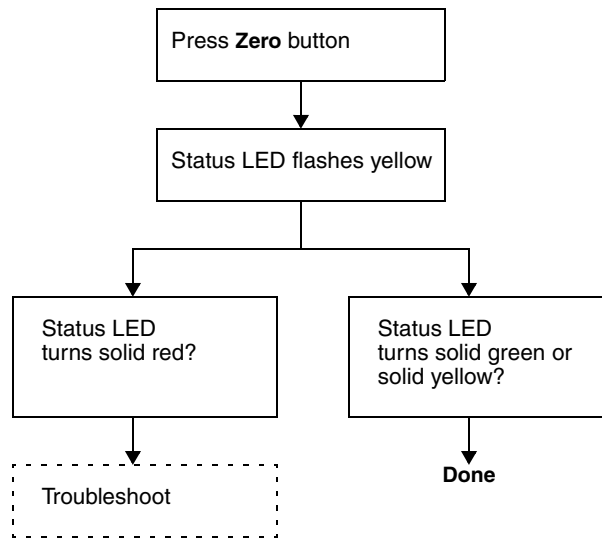 Press Zero button
Status LED flashes yellow
Status LED
turns solid red?
Status LED
turns solid green or
solid yellow?
Troubleshoot
Done